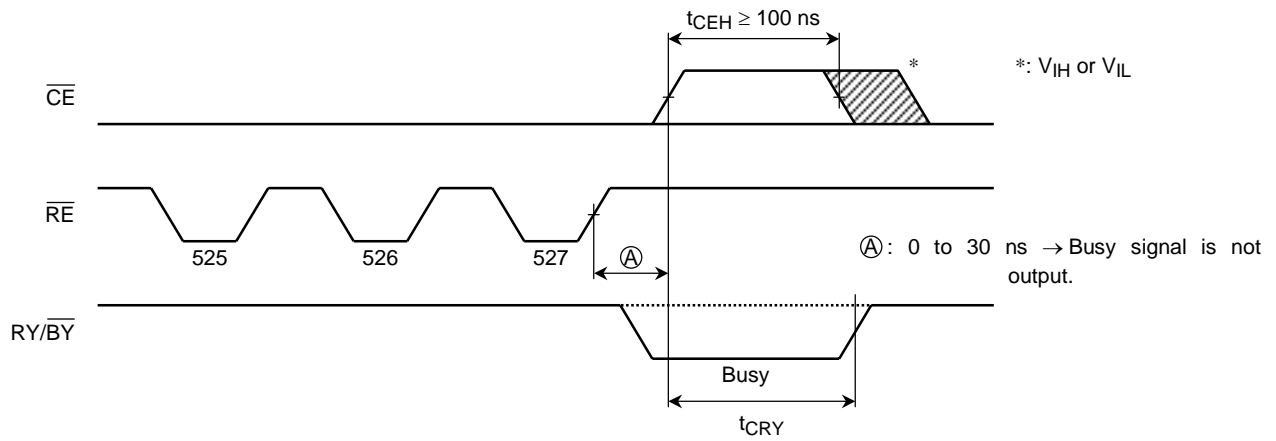 tCEH ≥ 100 ns
CE
*
*: VIH or VIL
RE
525
526
527
A
Ⓐ: 0 to 30 ns → Busy signal is not
output.
RY/BY
Busy
tCRY